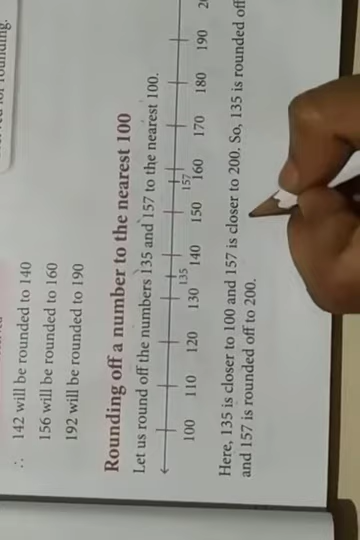 ∴ 142 will be rounded to 140
156 will be rounded to 160
192 will be rounded to 190
Rounding off a number to the nearest 100
Let us round off the numbers 135 and 157 to the nearest 100.
135 157
100 110 120 130 140 150 160 170 180 190
Here, 135 is closer to 100 and 157 is closer to 200. So, 135 is rounded off
and 157 is rounded off to 200.